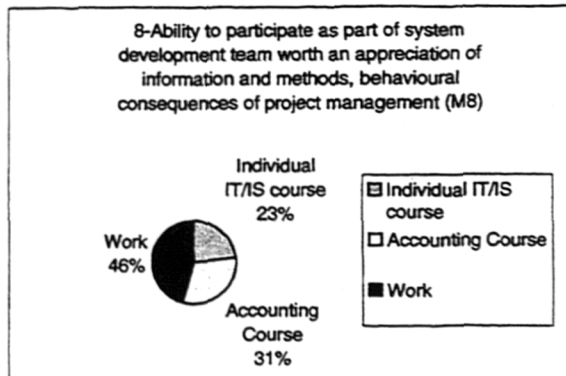 8-Ability to participate as part of system
development team worth an appreciation of
information and methods, behavioural
consequences of project management (M8)
Individual
IT/IS course
23%
Work
46%
Accounting
Course
31%
Individual IT/IS
course
Accounting Course
Work